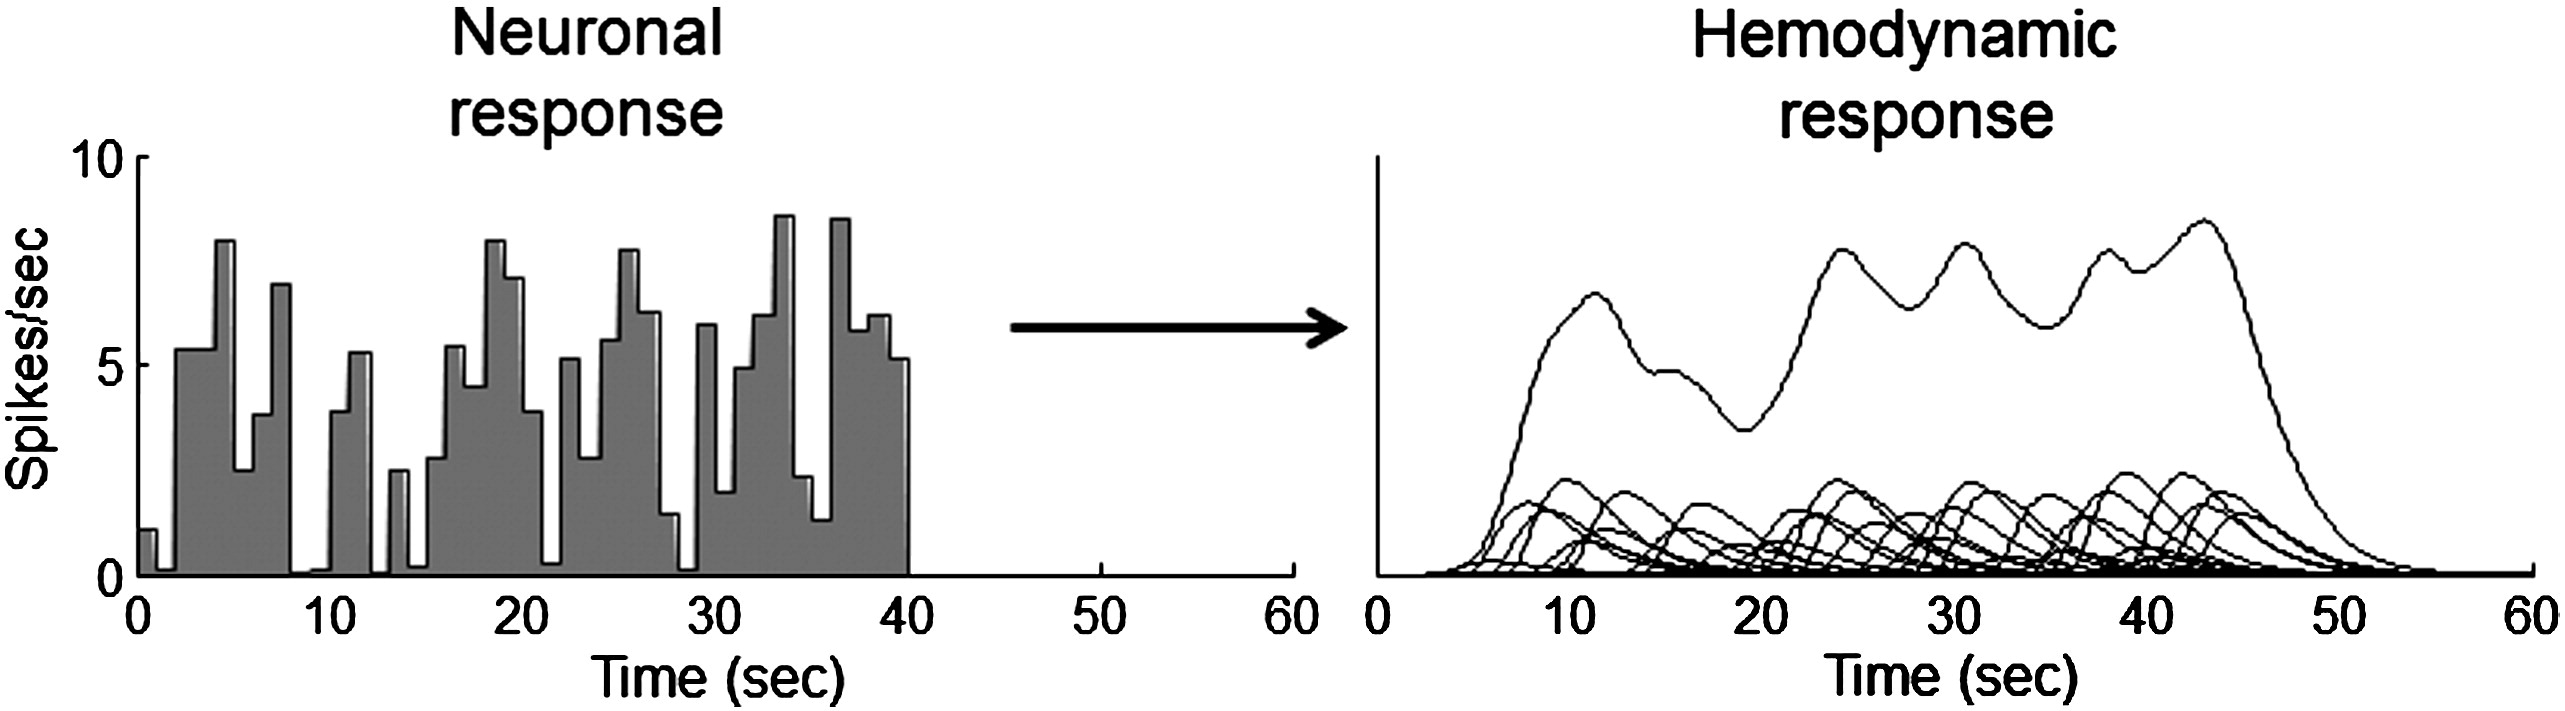 Neuronal
response
10
5
0
Spikes/sec
0 10 20 30 40 50 60
Time (sec)
Hemodynamic
response
0 10 20 30 40 50 60
Time (sec)